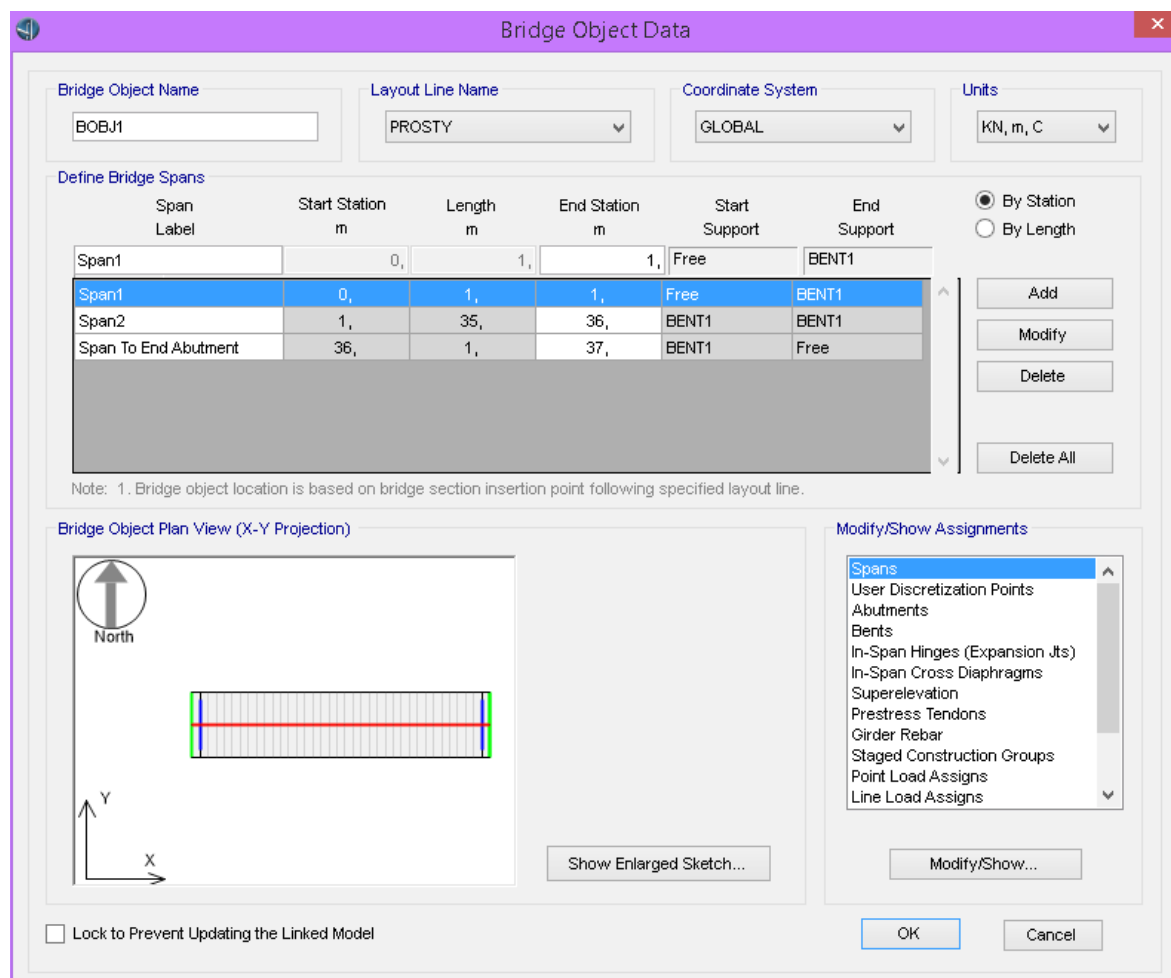 Bridge Object Data
Bridge Object Name
BOBJ1
Layout Line Name
PROSTY
Coordinate System
GLOBAL
Units
KN, m, C
Define Bridge Spans
Span Label
Start Station m
Length m
End Station m
Start Support
End Support
Span1 0, 1, 1, Free BENT1
Span1 0, 1, 1, Free BENT1
Span2 1, 35, 36, BENT1 BENT1
Span To End Abutment 36, 1, 37, BENT1 Free
By Station
By Length
Add
Modify
Delete
Delete All
Note: 1. Bridge object location is based on bridge section insertion point following specified layout line.
Bridge Object Plan View (X-Y Projection)
North
Y
X
Show Enlarged Sketch...
Modify/Show Assignments
Spans
User Discretization Points
Abutments
Bents
In-Span Hinges (Expansion Jts)
In-Span Cross Diaphragms
Superelevation
Prestress Tendons
Girder Rebar
Staged Construction Groups
Point Load Assigns
Line Load Assigns
Modify/Show...
Lock to Prevent Updating the Linked Model
OK
Cancel